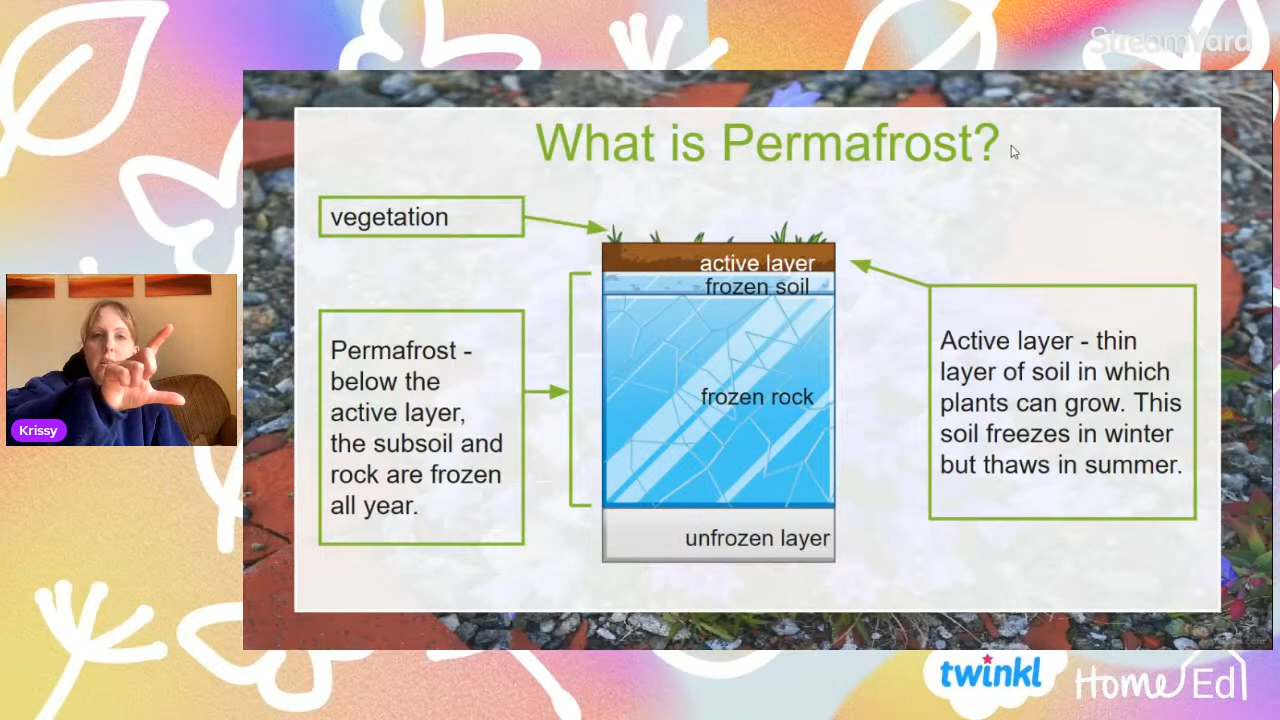 StreamYard
What is Permafrost?
vegetation
active layer
frozen soil
frozen rock
unfrozen layer
Permafrost -
below the
active layer,
the subsoil and
rock are frozen
all year.
Active layer - thin
layer of soil in which
plants can grow. This
soil freezes in winter
but thaws in summer.
Krissy
twinkl HomeEd